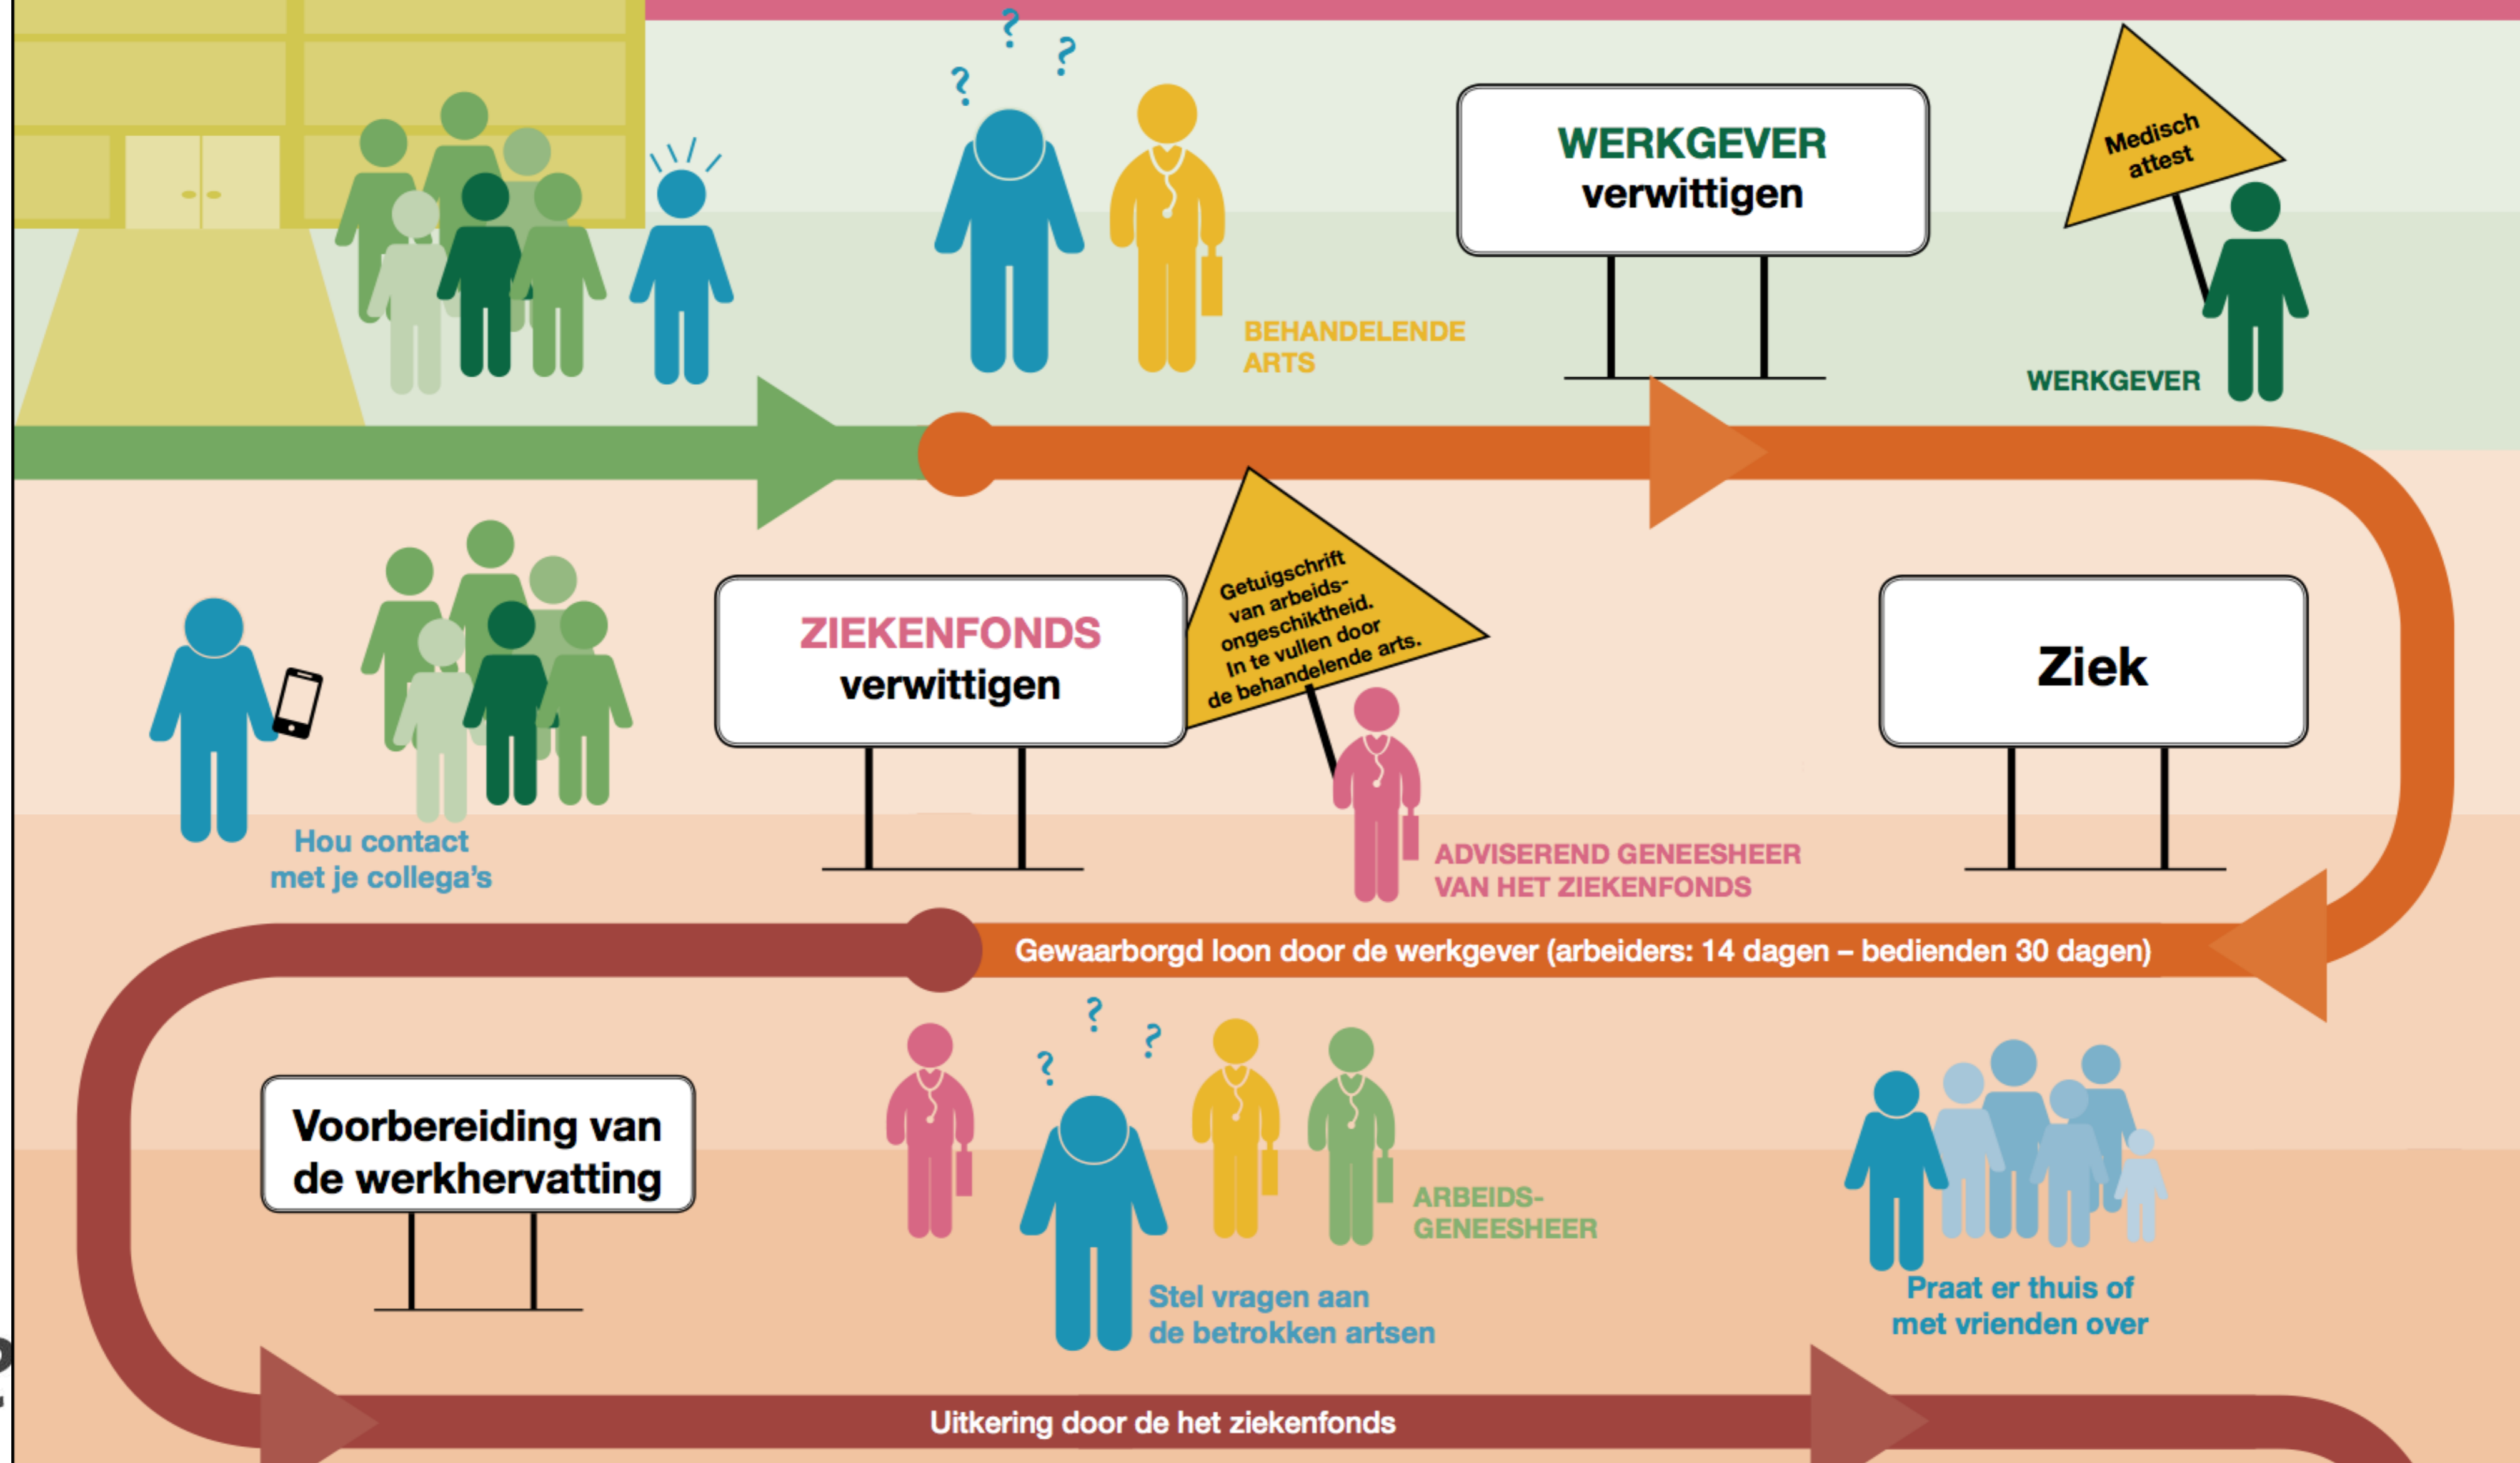 ?
?
?
WERKGEVER
verwittigen
Medisch
attest
BEHANDELENDE
ARTS
WERKGEVER
ZIEKENFONDS
verwittigen
Getuigschrift
van arbeids-
ongeschiktheid.
In te vullen door
de behandelende arts.
Ziek
Hou contact
met je collega’s
ADVISEREND GENEESHEER
VAN HET ZIEKENFONDS
Gewaarborgd loon door de werkgever (arbeiders: 14 dagen – bedienden 30 dagen)
?
?
?
Voorbereiding van
de werkhervatting
ARBEIDS-
GENEESHEER
Stel vragen aan
de betrokken artsen
Praat er thuis of
met vrienden over
Uitkering door de het ziekenfonds